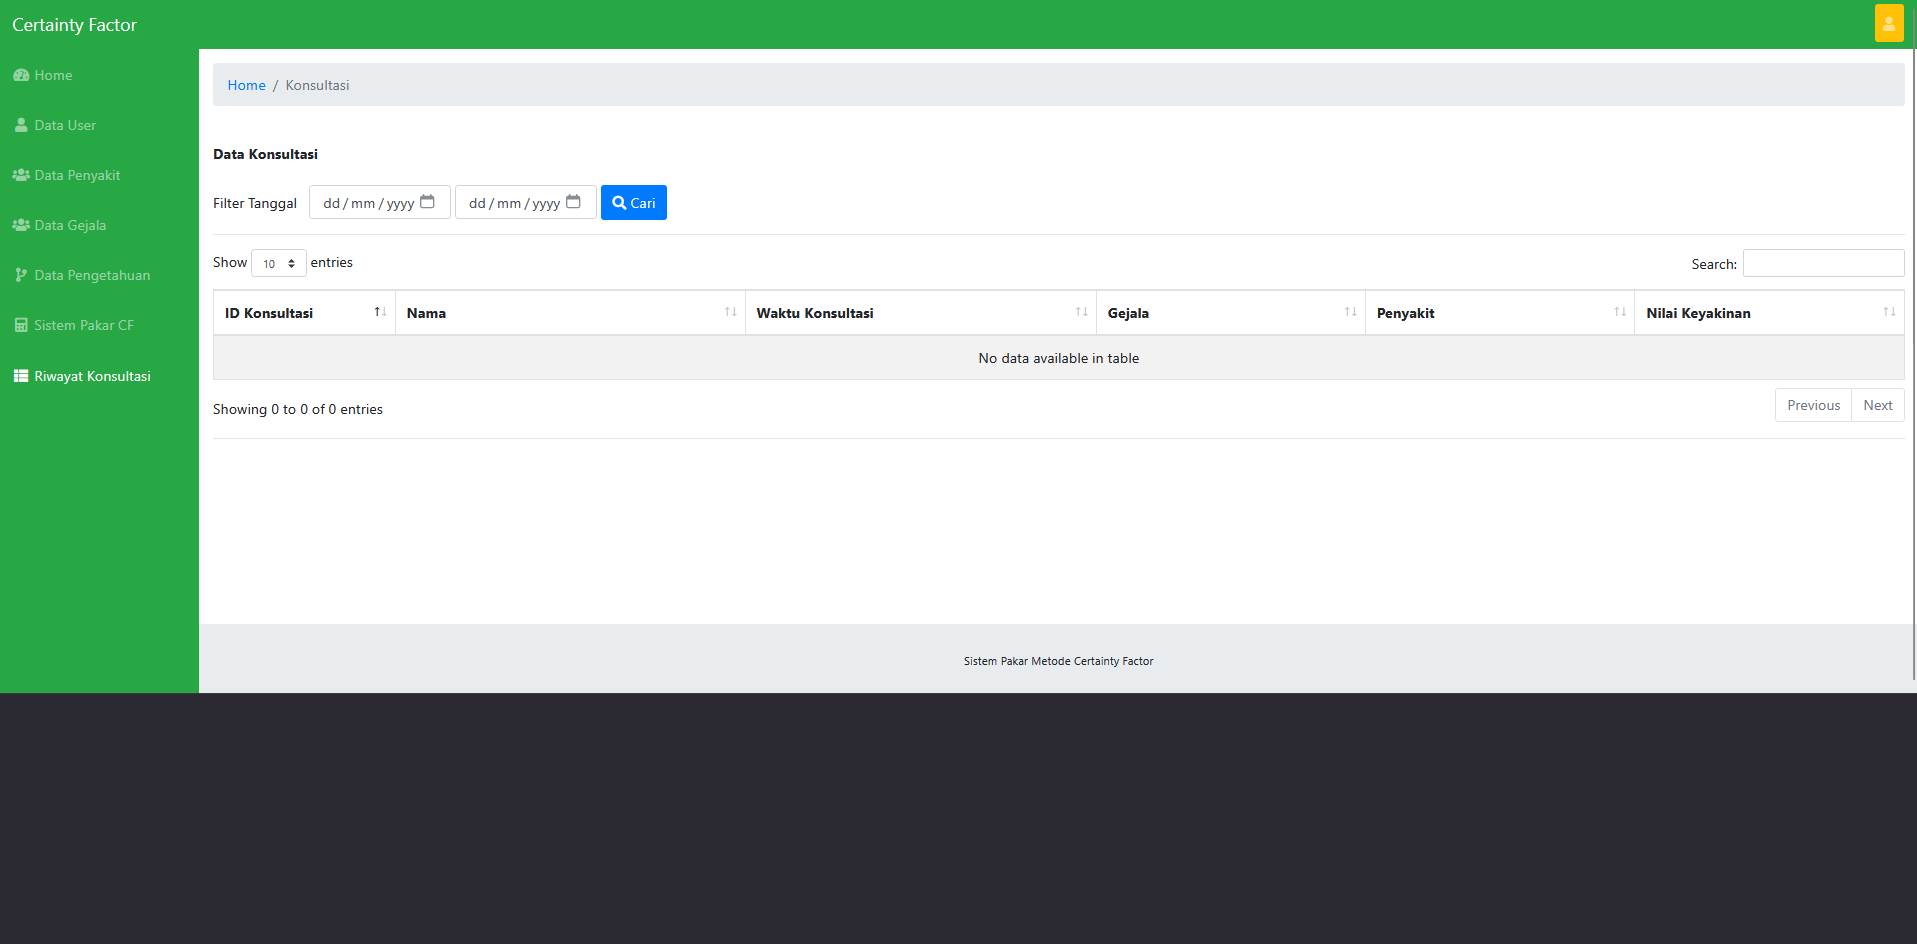 Certainty Factor
Home
Data User
Data Penyakit
Data Gejala
Data Pengetahuan
Sistem Pakar CF
Riwayat Konsultasi
Home / Konsultasi
Data Konsultasi
Filter Tanggal dd/mm/yyyy dd/mm/yyyy Cari
Show 10 entries Search:
ID Konsultasi Nama Waktu Konsultasi Gejala Penyakit Nilai Keyakinan
No data available in table
Showing 0 to 0 of 0 entries Previous Next
Sistem Pakar Metode Certainty Factor